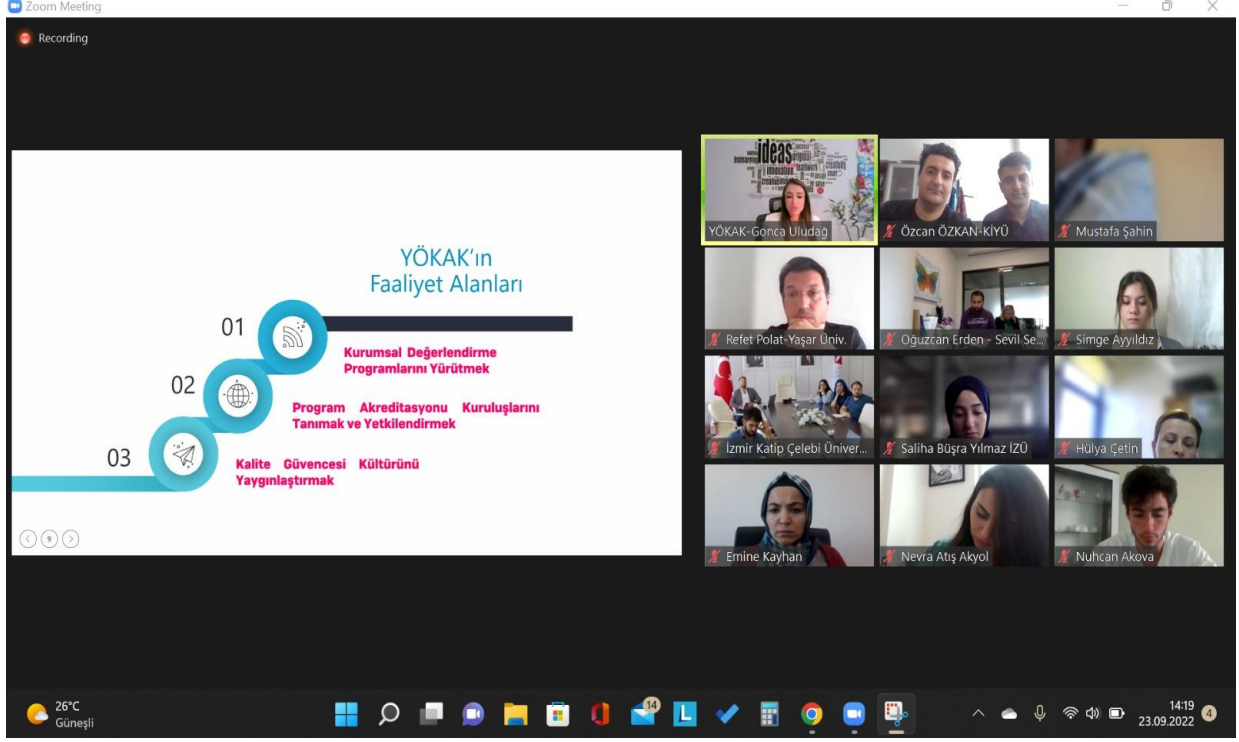 Zoom Meeting
Recording
YÖKAK'ın
Faaliyet Alanları
01
Kurumsal Değerlendirme
Programlarını Yürütmek
02
Program Akreditasyonu Kuruluşlarını
Tanımak ve Yetkilendirmek
03
Kalite Güvencesi Kültürünü
Yaygınlaştırmak
9
ideas
innovation
teamwork
creativity
YÖKAK-Gonca Uludağ
Özcan ÖZKAN-KİYÜ
Mustafa Şahin
Refet Polat-Yaşar Üniv.
Oğuzcan Erden - Sevil Se...
Simge Ayyıldız
İzmir Katip Çelebi Üniver...
Saliha Büşra Yılmaz İZÜ
Hülya Çetin
Emine Kayhan
Nevra Atış Akyol
Nuhcan Akova
26°C
Güneşli
14
L
14:19
23.09.2022
4